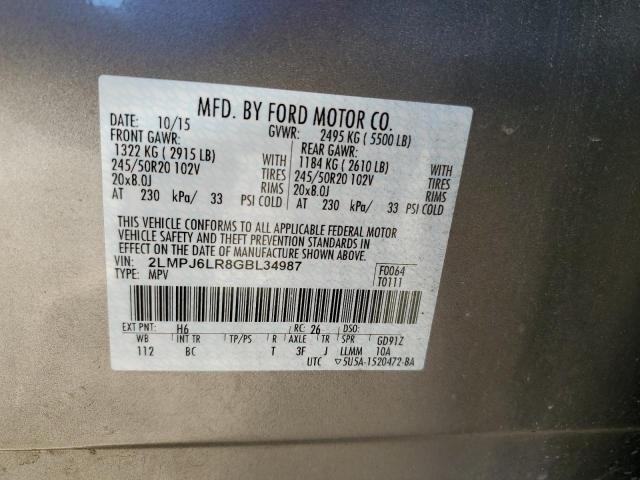 MFD. BY FORD MOTOR CO.
DATE: 10/15 GVWR: 2495 KG ( 5500 LB)
FRONT GAWR: REAR GAWR:
1322 KG ( 2915 LB) WITH 1184 KG ( 2610 LB) WITH
245/50R20 102V TIRES 245/50R20 102V TIRES
20x8.0J RIMS 20x8.0J RIMS
AT 230 kPa/ 33 PSI COLD AT 230 kPa/ 33 PSI COLD
THIS VEHICLE CONFORMS TO ALL APPLICABLE FEDERAL MOTOR
VEHICLE SAFETY AND THEFT PREVENTION STANDARDS IN
EFFECT ON THE DATE OF MANUFACTURE SHOWN ABOVE.
VIN: 2LMPJ6LR8GBL34987 F0064
TYPE: MPV T0111
EXT PNT: H6 RC: 26 DSO:
WB INT TR TP/PS R AXLE TR SPR GD91Z
112 BC T 3F J LLMM 10A
UTC ▽5U5A-1520472-BA